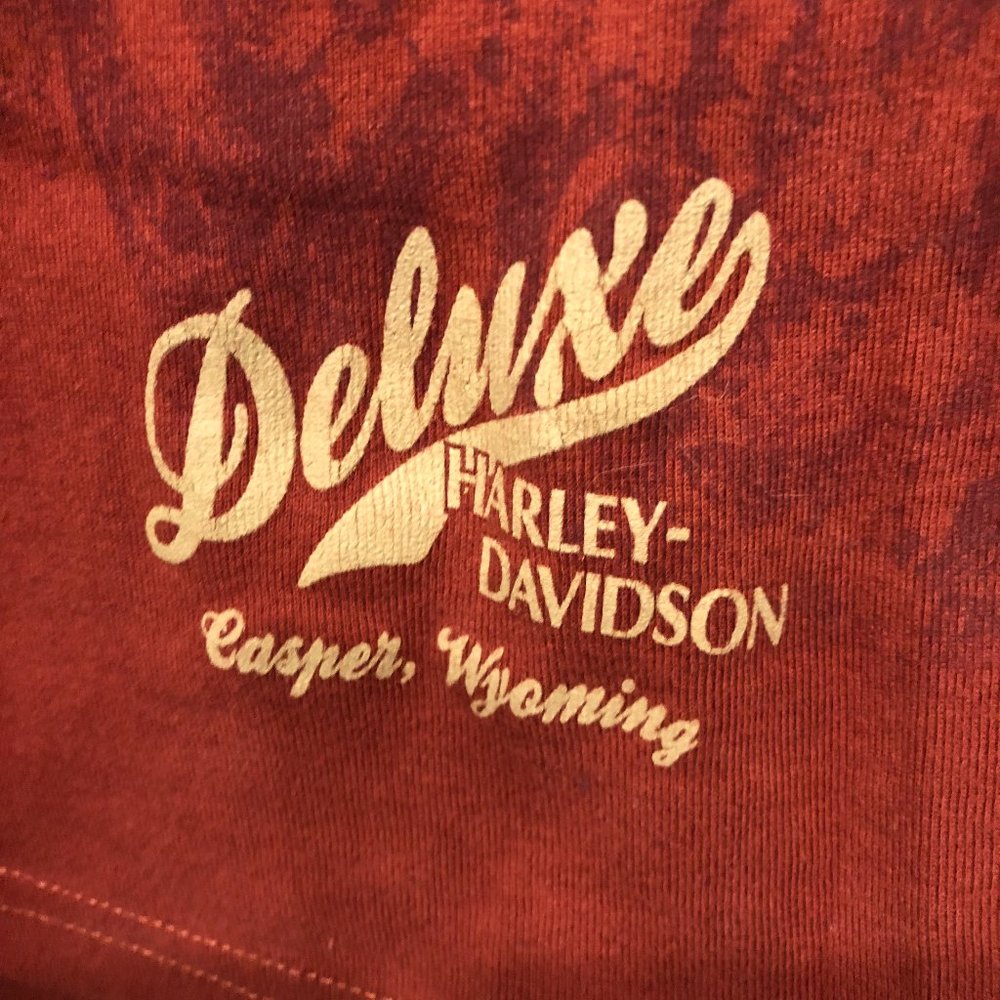 Deluxe
HARLEY-
DAVIDSON
Casper, Wyoming